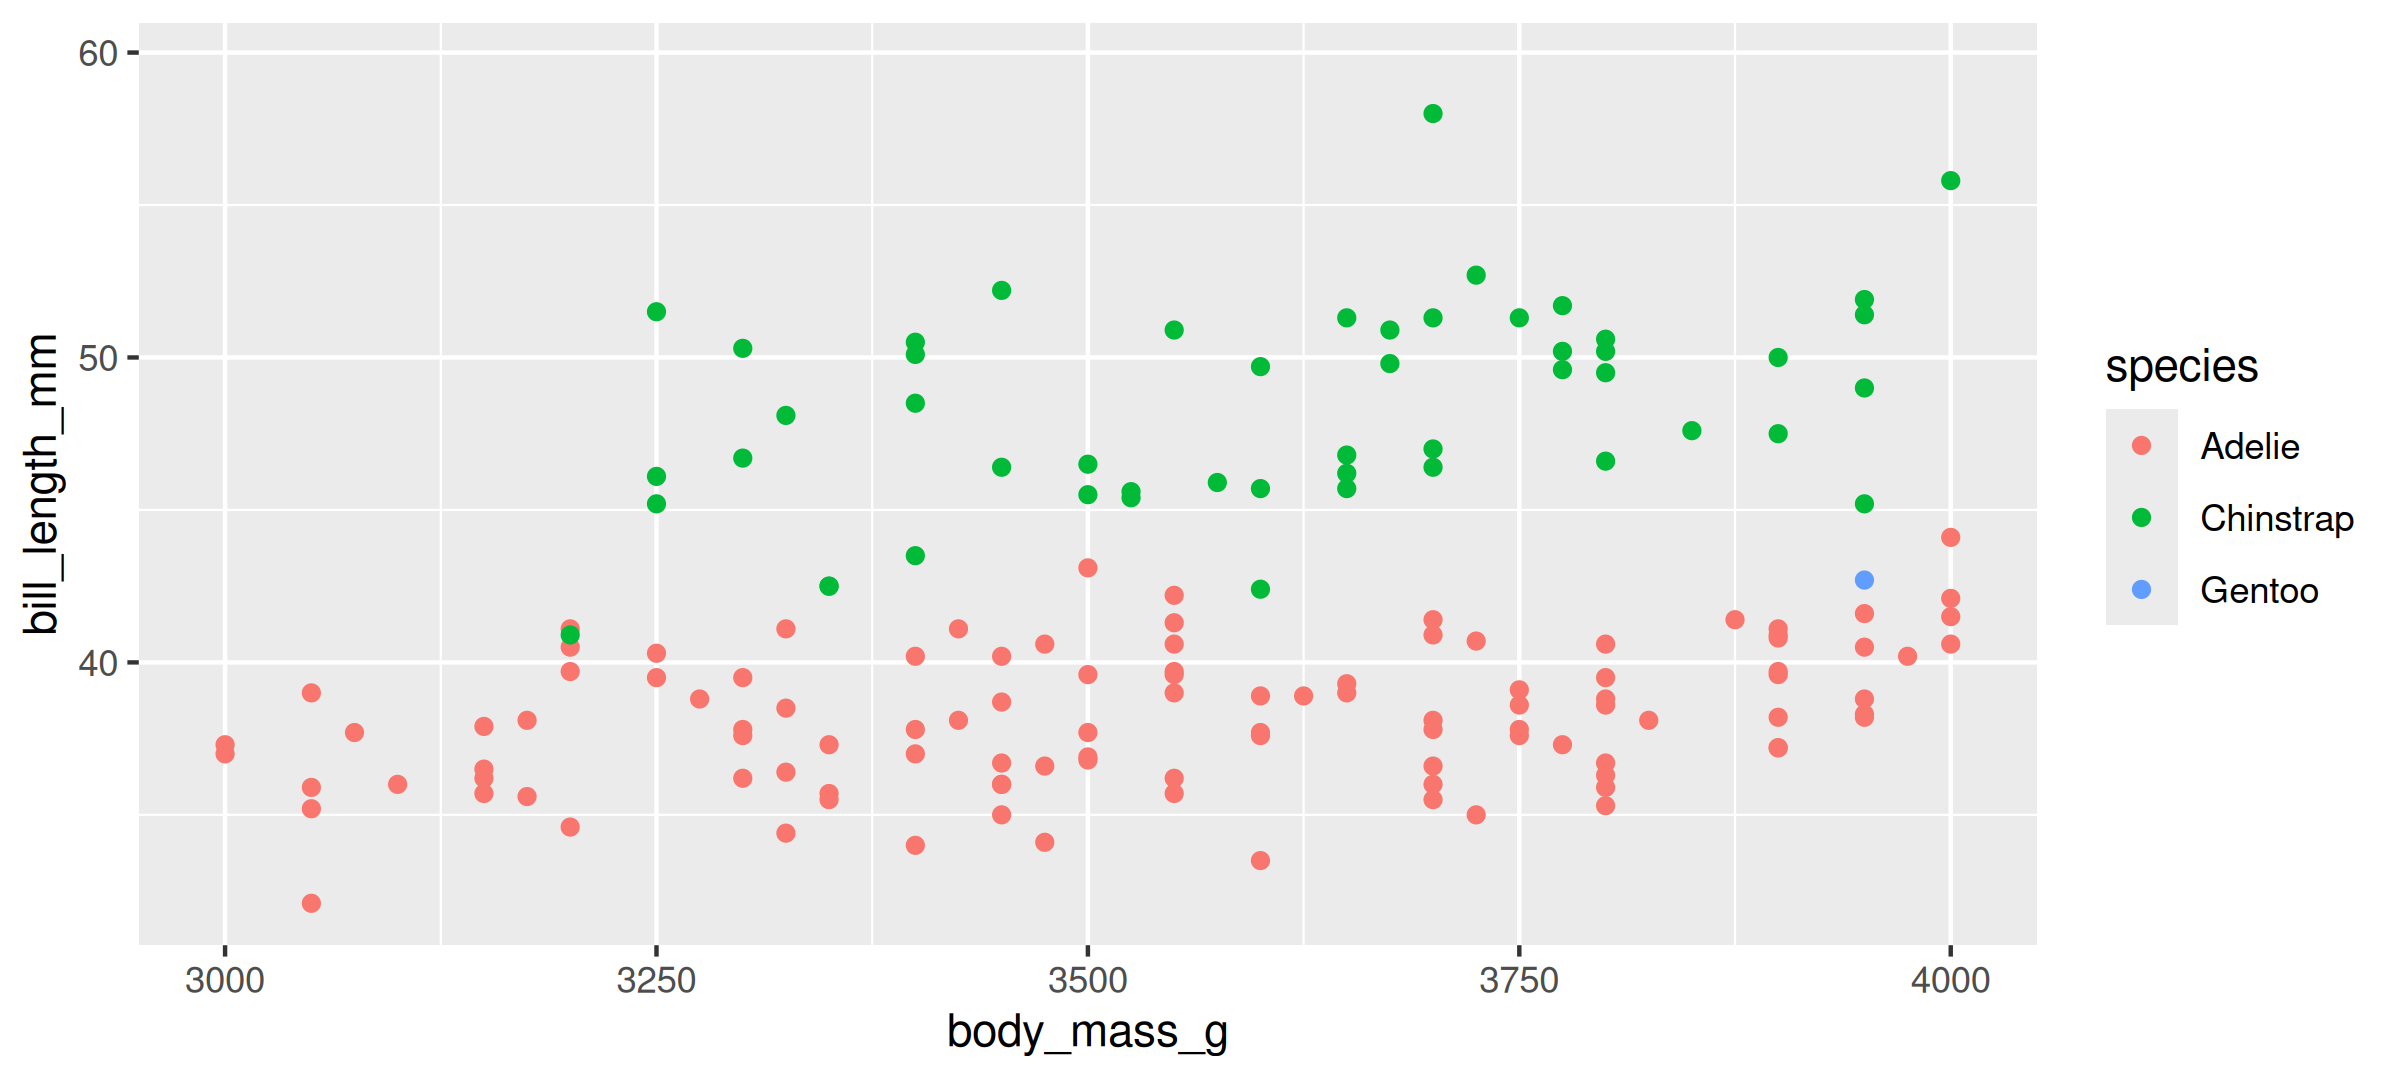 60
50
40
bill_length_mm
3000 3250 3500 3750 4000
body_mass_g
species
Adelie
Chinstrap
Gentoo